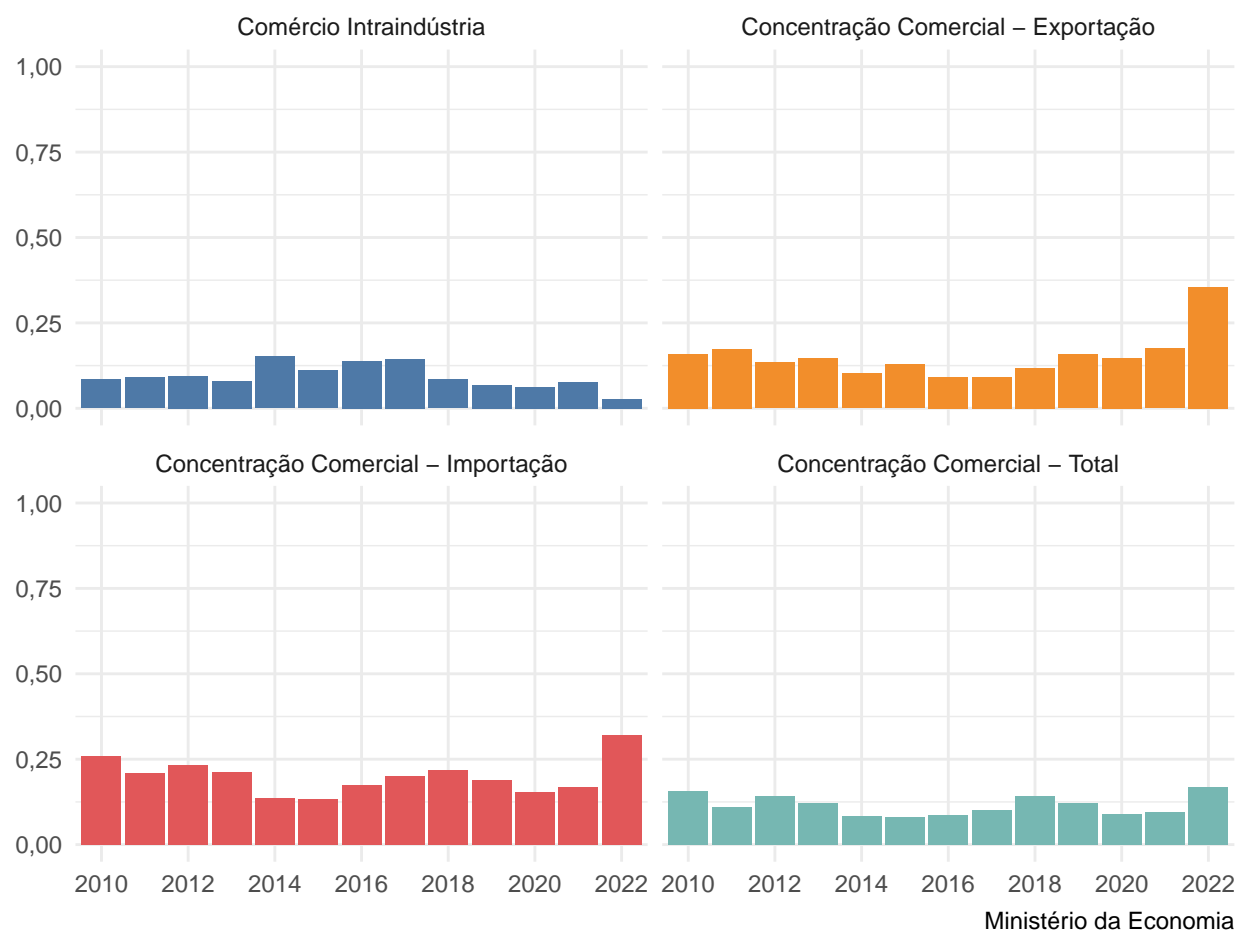 Comércio Intraindústria
Concentração Comercial – Exportação
1,00
0,75
0,50
0,25
0,00
Concentração Comercial – Importação
Concentração Comercial – Total
1,00
0,75
0,50
0,25
0,00
2010 2012 2014 2016 2018 2020 2022
2010 2012 2014 2016 2018 2020 2022
Ministério da Economia